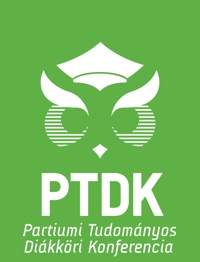 PTDK
Partiumi Tudományos
Diákköri Konferencia